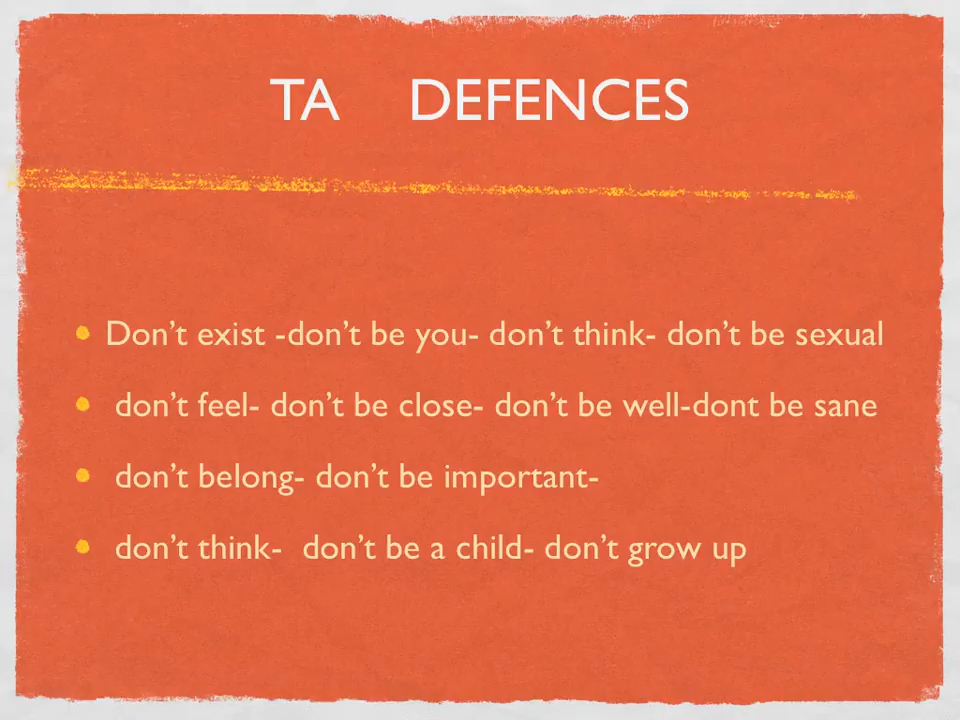 TA DEFENCES
Don't exist -don't be you- don't think- don't be sexual
don't feel- don't be close- don't be well-dont be sane
don't belong- don't be important-
don't think- don't be a child- don't grow up